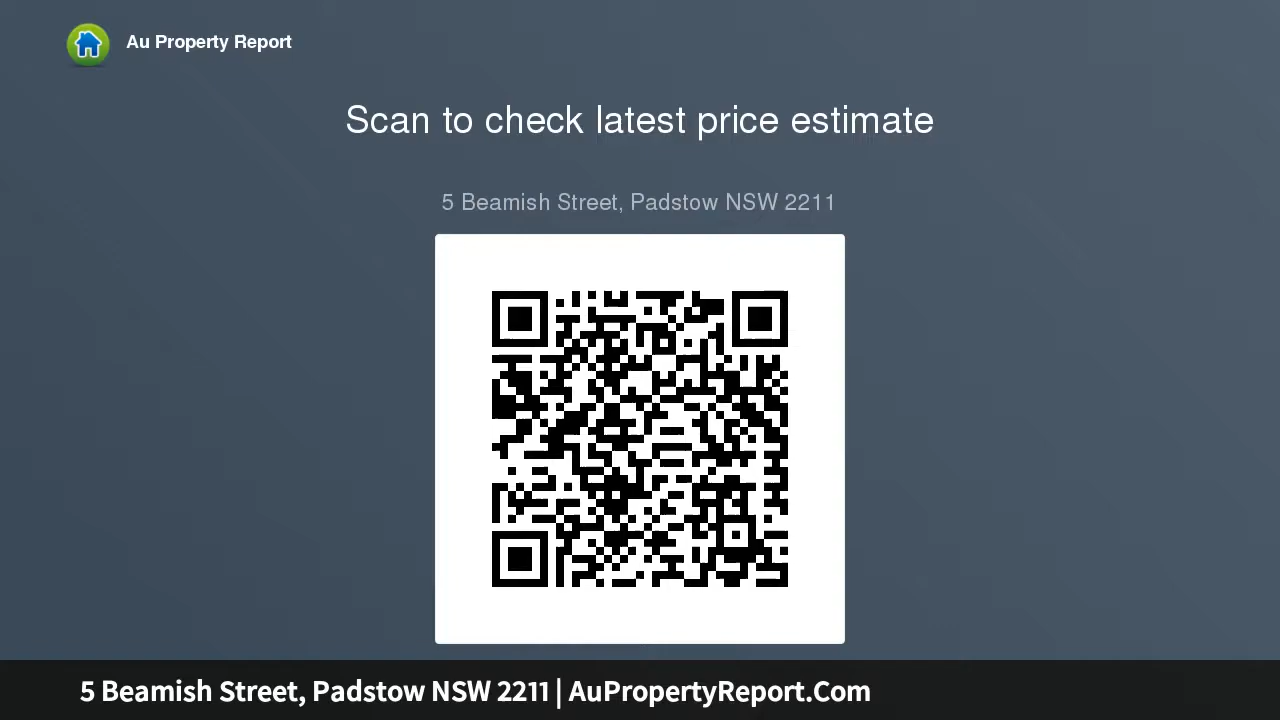 Au Property Report
Scan to check latest price estimate
5 Beamish Street, Padstow NSW 2211
5 Beamish Street, Padstow NSW 2211 | AuPropertyReport.Com